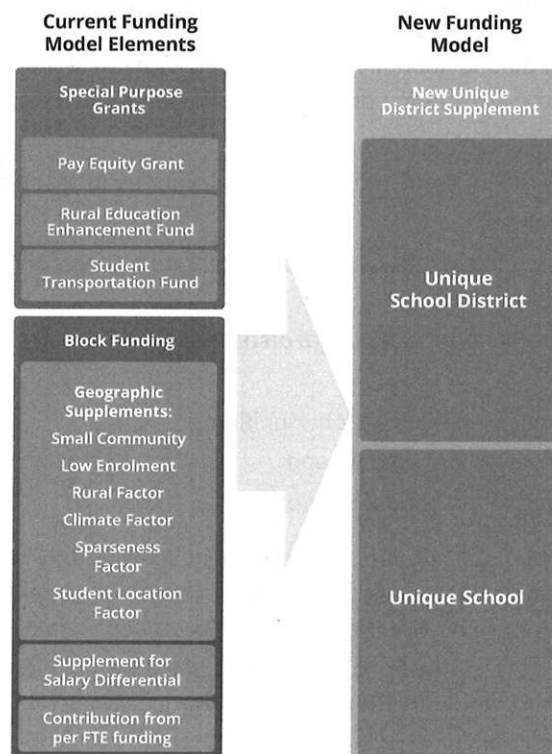 Current Funding
Model Elements
Special Purpose
Grants
Pay Equity Grant
Rural Education
Enhancement Fund
Student
Transportation Fund
Block Funding
Geographic
Supplements:
Small Community
Low Enrolment
Rural Factor
Climate Factor
Sparseness
Factor
Student Location
Factor
Supplement for
Salary Differential
Contribution from
per FTE funding
New Funding
Model
New Unique
District Supplement
Unique
School District
Unique School